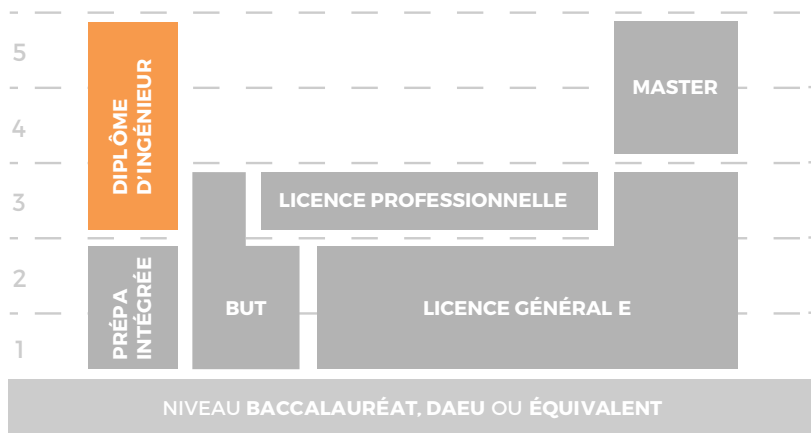 5
MASTER
4
DIPLÔME
D'INGÉNIEUR
3
LICENCE PROFESSIONNELLE
2
PRÉPA
INTÉGRÉE
BUT
LICENCE GÉNÉRALE
1
NIVEAU BACCALAURÉAT, DAEU OU ÉQUIVALENT